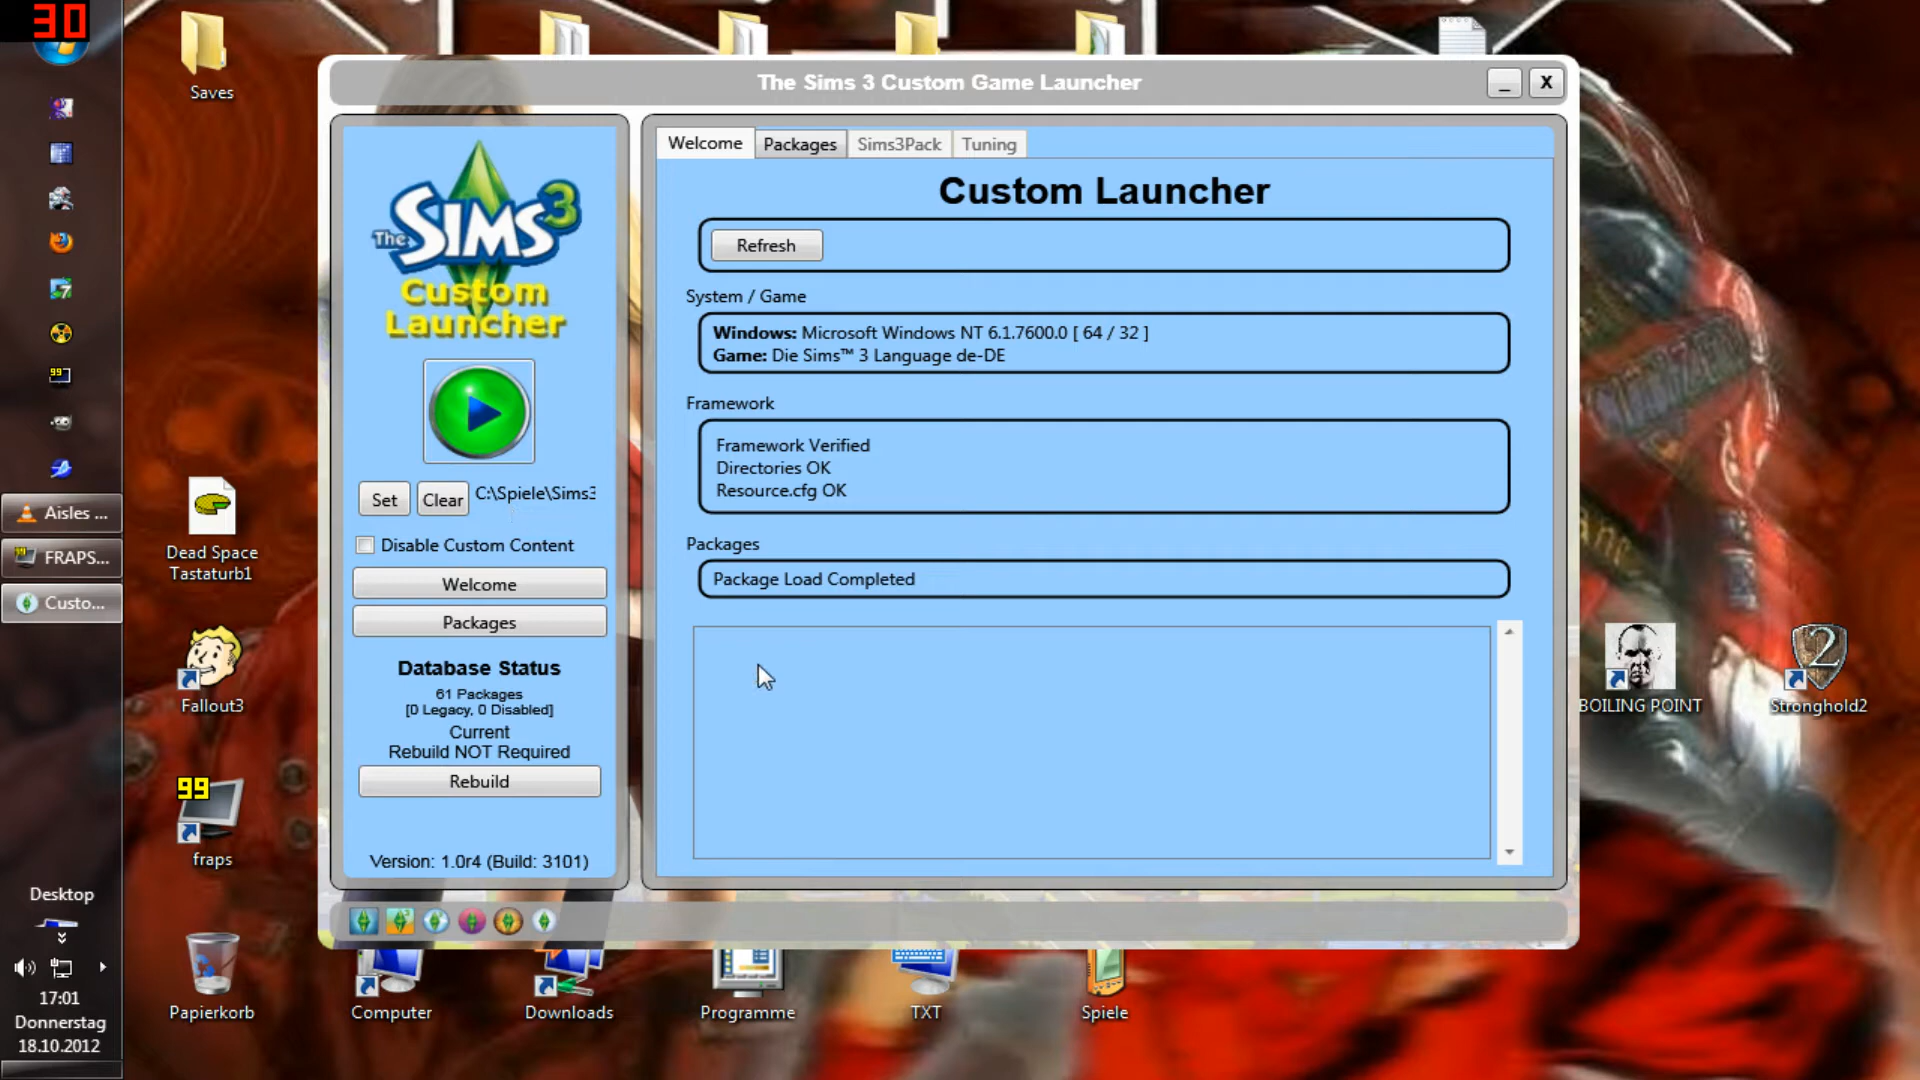 30
Saves
The Sims 3 Custom Game Launcher
_ X
Welcome Packages Sims3Pack Tuning
The SIMS 3
Custom
Launcher
Custom Launcher
Refresh
System / Game
Windows: Microsoft Windows NT 6.1.7600.0 [ 64 / 32 ]
Game: Die Sims™ 3 Language de-DE
Framework
Framework Verified
Directories OK
Resource.cfg OK
Packages
Package Load Completed
Set Clear C:\Spiele\Sims3
Disable Custom Content
Welcome
Packages
Database Status
61 Packages
[0 Legacy, 0 Disabled]
Current
Rebuild NOT Required
Rebuild
Version: 1.0r4 (Build: 3101)
7
99
Aisles ...
FRAPS...
Custo...
Dead Space
Tastaturb1
Fallout3
99
fraps
BOILING POINT
2
Stronghold2
Desktop
17:01
Donnerstag
18.10.2012
Papierkorb
Computer
Downloads
Programme
TXT
Spiele